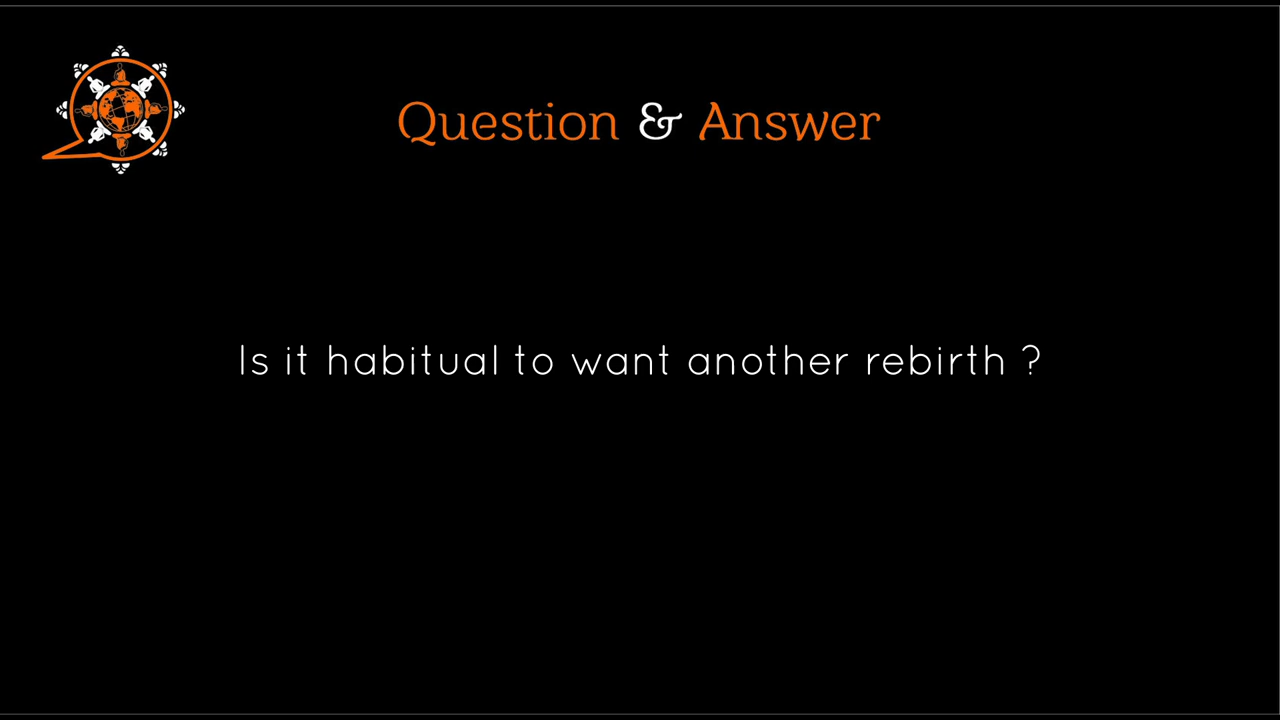 Question & Answer
Is it habitual to want another rebirth ?